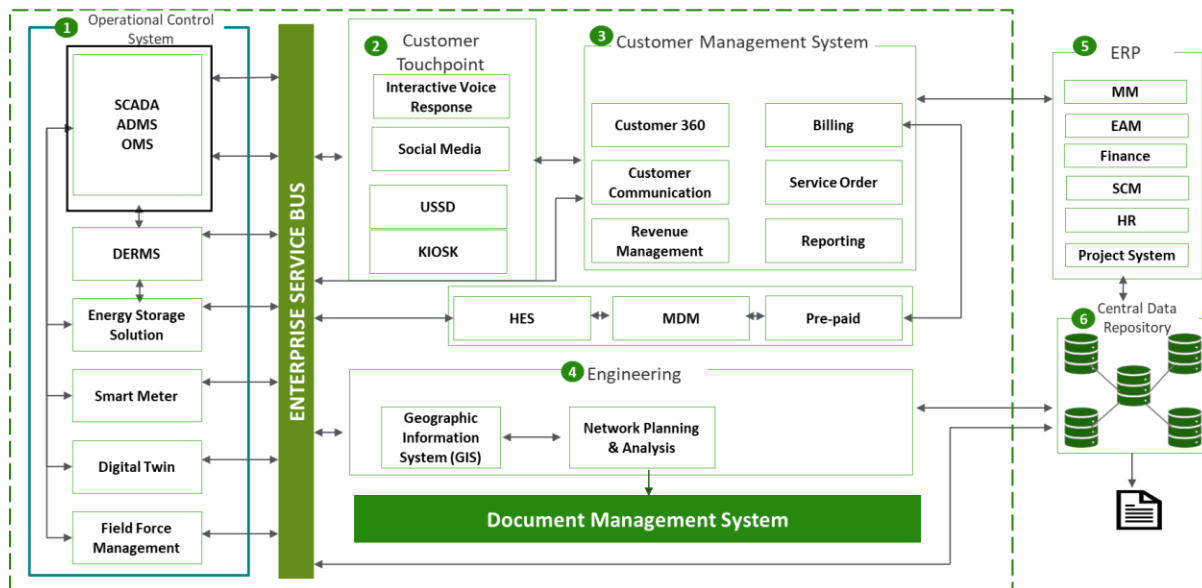 1
Operational Control
System
SCADA
ADMS
OMS
DERMS
Energy Storage
Solution
Smart Meter
Digital Twin
Field Force
Management
ENTERPRISE SERVICE BUS
2
Customer
Touchpoint
Interactive Voice
Response
Social Media
USSD
KIOSK
3
Customer Management System
Customer 360
Billing
Customer
Communication
Service Order
Revenue
Management
Reporting
HES
MDM
Pre-paid
4
Engineering
Geographic
Information
System (GIS)
Network Planning
& Analysis
Document Management System
5
ERP
MM
EAM
Finance
SCM
HR
Project System
6
Central Data
Repository